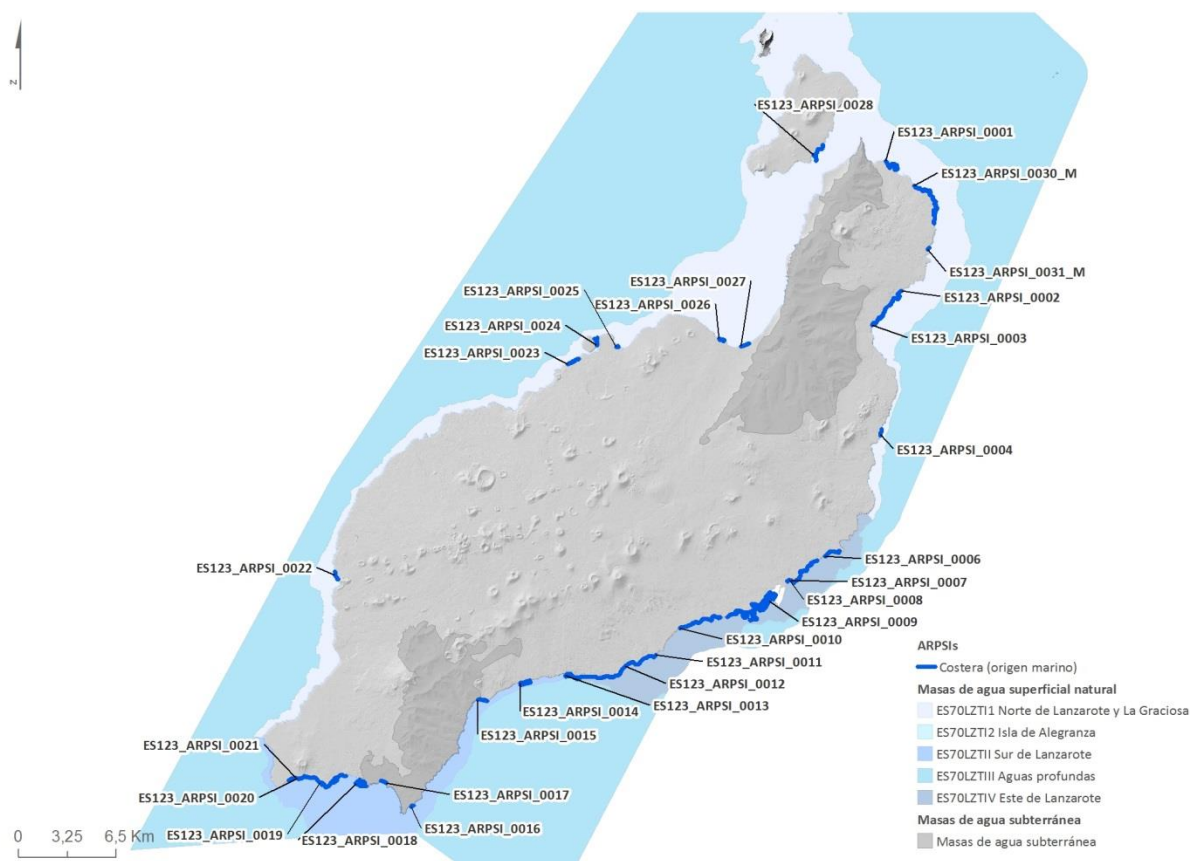 ES123_ARPSI_0028
ES123_ARPSI_0001
ES123_ARPSI_0030_M
ES123_ARPSI_0031_M
ES123_ARPSI_0002
ES123_ARPSI_0003
ES123_ARPSI_0027
ES123_ARPSI_0025
ES123_ARPSI_0026
ES123_ARPSI_0024
ES123_ARPSI_0023
ES123_ARPSI_0004
ES123_ARPSI_0022
ES123_ARPSI_0006
ES123_ARPSI_0007
ES123_ARPSI_0008
ES123_ARPSI_0009
ES123_ARPSI_0010
ES123_ARPSI_0011
ES123_ARPSI_0012
ES123_ARPSI_0013
ES123_ARPSI_0014
ES123_ARPSI_0015
ES123_ARPSI_0021
ES123_ARPSI_0020
ES123_ARPSI_0019
ES123_ARPSI_0018
ES123_ARPSI_0017
ES123_ARPSI_0016
N
0 3,25 6,5 Km
ARPSIs
Costera (origen marino)
Masas de agua superficial natural
ES70LZTI1 Norte de Lanzarote y La Graciosa
ES70LZTI2 Isla de Alegranza
ES70LZTII Sur de Lanzarote
ES70LZTIII Aguas profundas
ES70LZTIV Este de Lanzarote
Masas de agua subterránea
Masas de agua subterránea